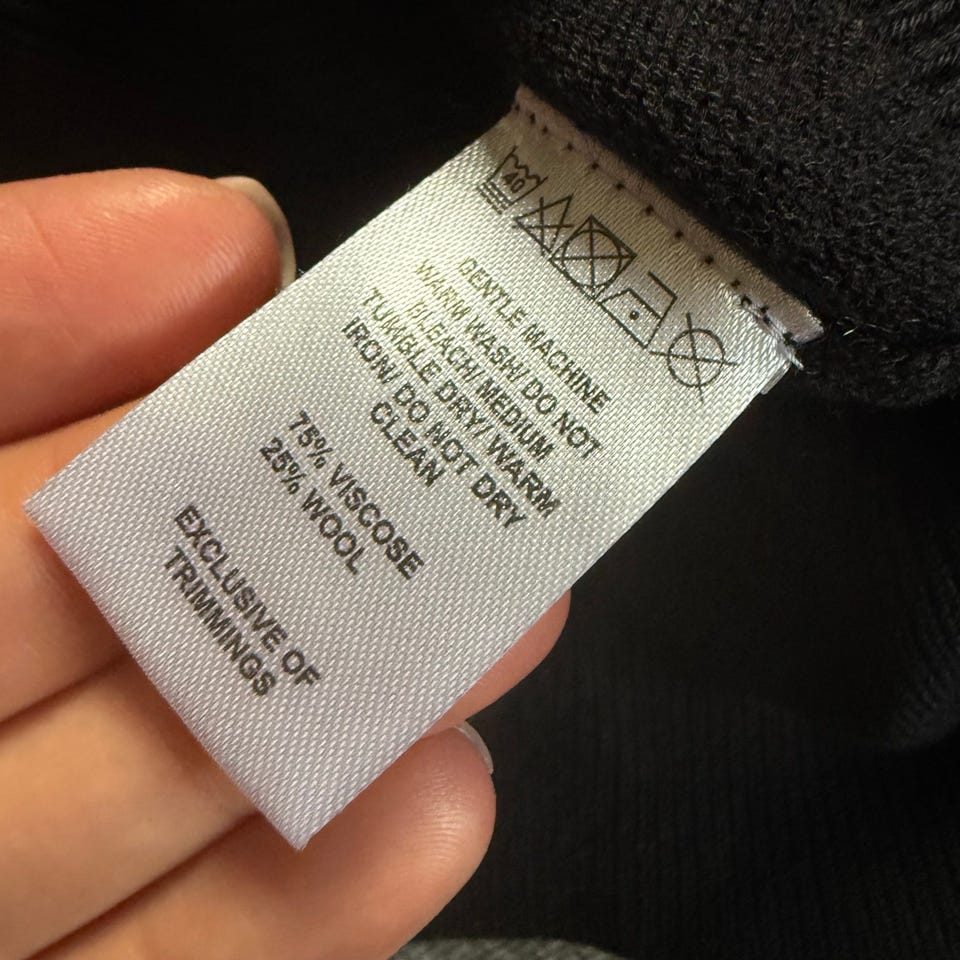 40
GENTLE MACHINE
WARM WASH/ DO NOT
BLEACH/ MEDIUM
TUMBLE DRY/ WARM
IRON/ DO NOT DRY
CLEAN
75% VISCOSE
25% WOOL
EXCLUSIVE OF
TRIMMINGS